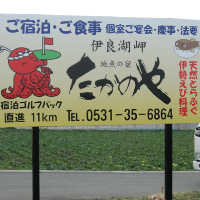 ご宿泊・ご食事 個室ご宴会・慶事・法要
伊良湖岬
地魚の宿
たかのや
天然とらふぐ
伊勢えび料理
宿泊ゴルフパック
直進 11km TEL.0531-35-6864